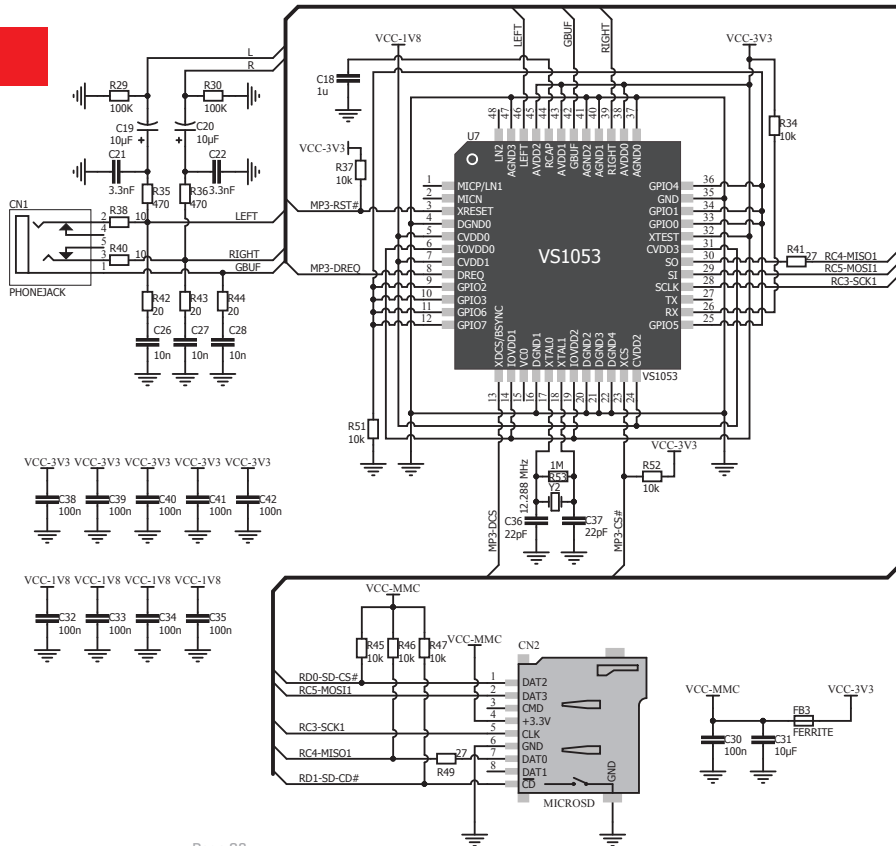 VCC-1V8
VCC-3V3
L
R
LEFT
GBUF
RIGHT
C18
1u
R29
100K
R30
100K
C19
10µF
C20
10µF
C21
3.3nF
C22
3.3nF
R35
470
R36
470
VCC-3V3
R37
10k
R34
10k
48 47 46 45 44 43 42 41 40 39 38 37
U7
LN2
AGND3
LEFT
AVDD2
RCAP
AVDD1
GBUF
AGND2
AGND1
RIGHT
AVDD0
AGND0
1 MICP/LN1
2 MICN
3 XRESET
4 DGND0
5 CVDD0
6 IOVDD0
7 CVDD1
8 DREQ
9 GPIO2
10 GPIO3
11 GPIO6
12 GPIO7
VS1053
GPIO4 36
GND 35
GPIO1 34
GPIO0 33
XTEST 32
CVDD3 31
SO 30
SI 29
SCLK 28
TX 27
RX 26
GPIO5 25
XDCS/BSYNC
IOVDD1
VC0
DGND1
XTAL0
XTAL1
IOVDD2
DGND2
DGND3
DGND4
XCS
CVDD2
VS1053
13 14 15 16 17 18 19 20 21 22 23 24
MP3-RST#
MP3-DREQ
R41
27
RC4-MISO1
RC5-MOSI1
RC3-SCK1
CN1
2
4
5
3
1
PHONEJACK
R38
10
R40
10
LEFT
RIGHT
GBUF
R42
20
R43
20
R44
20
C26
10n
C27
10n
C28
10n
R51
10k
VCC-3V3
R52
10k
1M
R53
Y2
12.288 MHz
C36
22pF
C37
22pF
MP3-DCS
MP3-CS#
VCC-3V3 VCC-3V3 VCC-3V3 VCC-3V3 VCC-3V3
C38
100n
C39
100n
C40
100n
C41
100n
C42
100n
VCC-1V8 VCC-1V8 VCC-1V8 VCC-1V8
C32
100n
C33
100n
C34
100n
C35
100n
VCC-MMC
R45
10k
R46
10k
R47
10k
VCC-MMC
CN2
RD0-SD-CS#
RC5-MOSI1
RC3-SCK1
RC4-MISO1
RD1-SD-CD#
R49
27
1 DAT2
2 DAT3
3 CMD
4 +3.3V
5 CLK
6 GND
7 DAT0
8 DAT1
CD
GND
MICROSD
VCC-MMC
VCC-3V3
FB3
FERRITE
C30
100n
C31
10µF